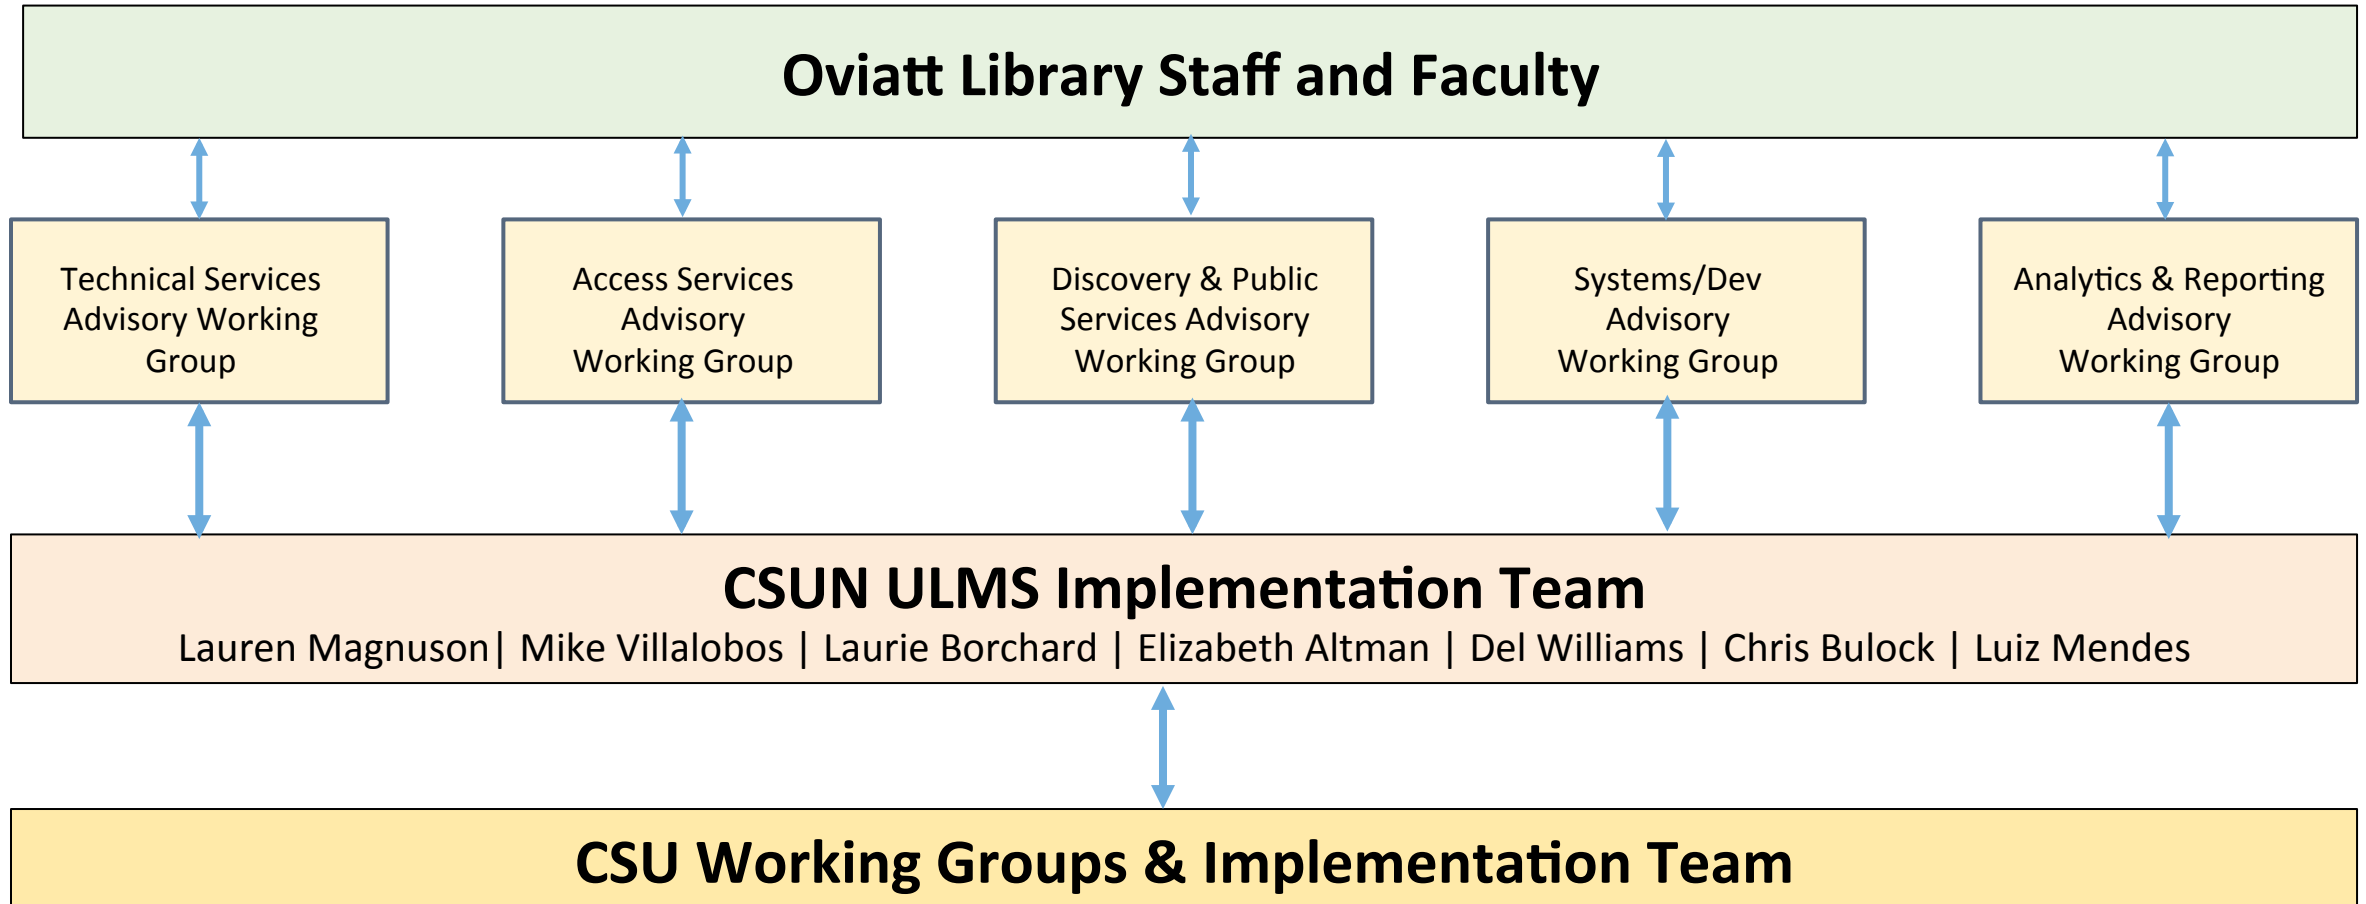 Oviatt Library Staff and Faculty
Technical Services
Advisory Working
Group
Access Services
Advisory
Working Group
Discovery & Public
Services Advisory
Working Group
Systems/Dev
Advisory
Working Group
Analytics & Reporting
Advisory
Working Group
CSUN ULMS Implementation Team
Lauren Magnuson| Mike Villalobos | Laurie Borchard | Elizabeth Altman | Del Williams | Chris Bulock | Luiz Mendes
CSU Working Groups & Implementation Team